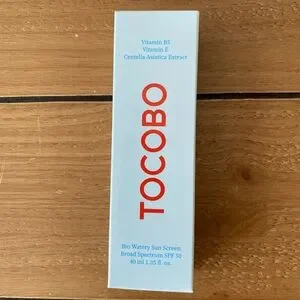 Vitamin B5
Vitamin E
Centella Asiatica Extract
TOCOBO
Bio Watery Sun Screen
Broad Spectrum SPF 50
40 ml 1.35 fl. oz.